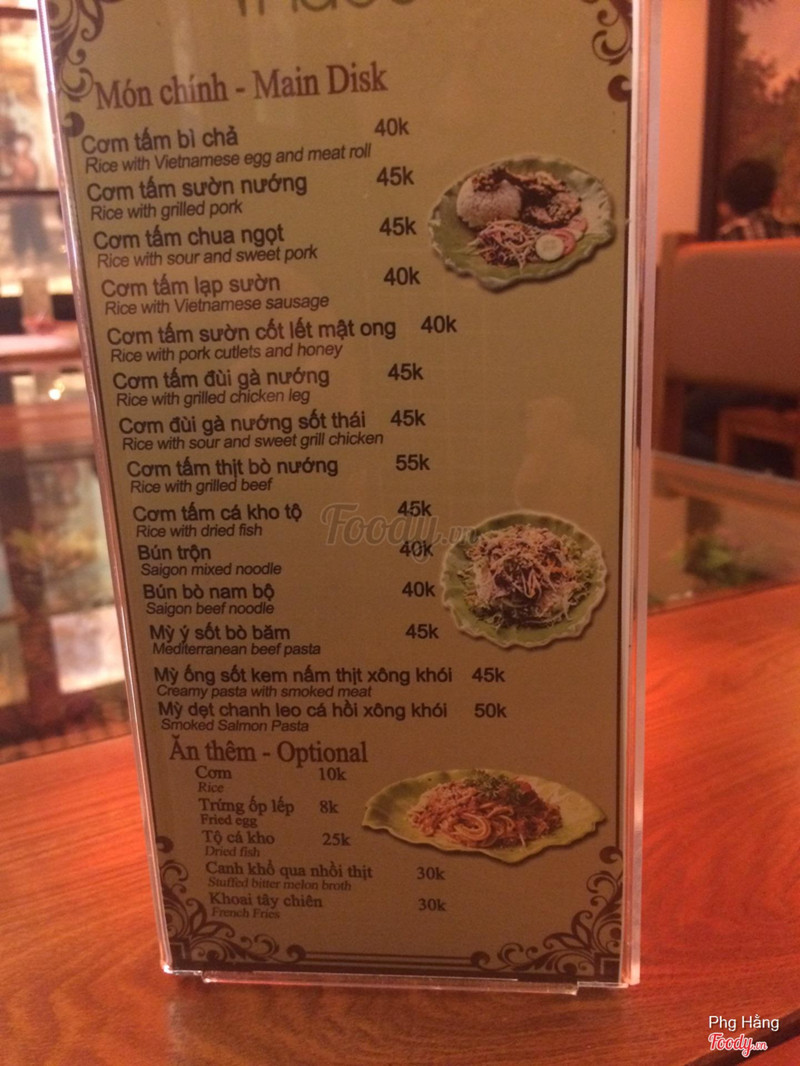 Món chính - Main Disk
Cơm tấm bì chả 40k
Rice with Vietnamese egg and meat roll
Cơm tấm sườn nướng 45k
Rice with grilled pork
Cơm tấm chua ngọt 45k
Rice with sour and sweet pork
Cơm tấm lạp sườn 40k
Rice with Vietnamese sausage
Cơm tấm sườn cốt lết mật ong 40k
Rice with pork cutlets and honey
Cơm tấm đùi gà nướng 45k
Rice with grilled chicken leg
Cơm đùi gà nướng sốt thái 45k
Rice with sour and sweet grill chicken
Cơm tấm thịt bò nướng 55k
Rice with grilled beef
Cơm tấm cá kho tộ 45k
Rice with dried fish
Foody.vn
Bún trộn 40k
Saigon mixed noodle
Bún bò nam bộ 40k
Saigon beef noodle
Mỳ ý sốt bò băm 45k
Mediterranean beef pasta
Mỳ ống sốt kem nấm thịt xông khói 45k
Creamy pasta with smoked meat
Mỳ dẹt chanh leo cá hồi xông khói 50k
Smoked Salmon Pasta
Ăn thêm - Optional
Cơm 10k
Rice
Trứng ốp lếp 8k
Fried egg
Tộ cá kho 25k
Dried fish
Canh khổ qua nhồi thịt 30k
Stuffed bitter melon broth
Khoai tây chiên 30k
French Fries
Phg Hằng
Foody.vn